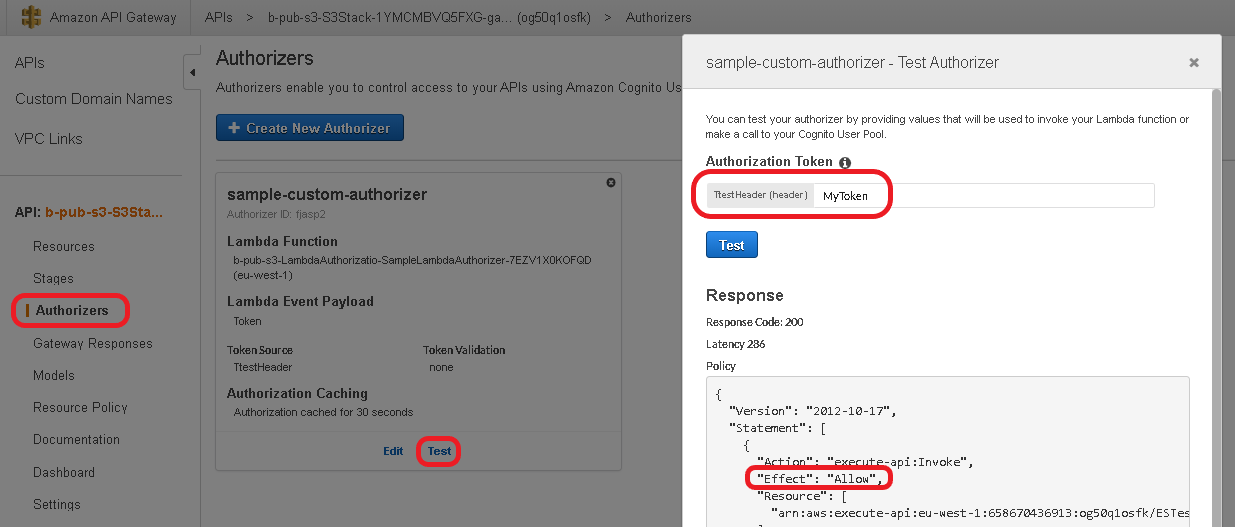 Amazon API Gateway
APIs > b-pub-s3-S3Stack-1YMCMBVQ5FXG-ga... (og50q1osfk) > Authorizers
APIs
Custom Domain Names
VPC Links
API: b-pub-s3-S3Sta...
Resources
Stages
Authorizers
Gateway Responses
Models
Resource Policy
Documentation
Dashboard
Settings
Authorizers
Authorizers enable you to control access to your APIs using Amazon Cognito Us
+ Create New Authorizer
sample-custom-authorizer
Authorizer ID: fjasp2
Lambda Function
b-pub-s3-LambdaAuthorizatio-SampleLambdaAuthorizer-7EZV1X0KOFQD
(eu-west-1)
Lambda Event Payload
Token
Token Source Token Validation
TtestHeader none
Authorization Caching
Authorization cached for 30 seconds
Edit Test
sample-custom-authorizer - Test Authorizer
You can test your authorizer by providing values that will be used to invoke your Lambda function or
make a call to your Cognito User Pool.
Authorization Token
TtestHeader (header) MyToken
Test
Response
Response Code: 200
Latency 286
Policy
{
"Version": "2012-10-17",
"Statement": [
{
"Action": "execute-api:Invoke",
"Effect": "Allow",
"Resource": [
"arn:aws:execute-api:eu-west-1:658670436913:og50q1osfk/ESTes